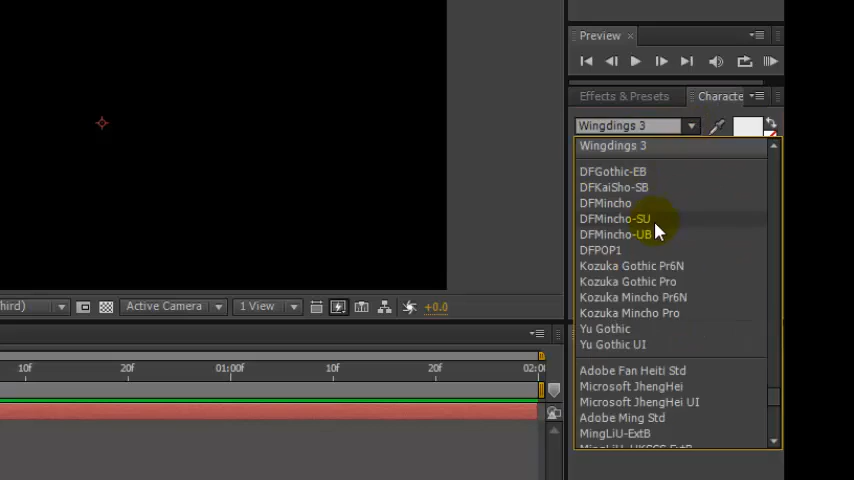 Preview
Effects & Presets
Characte
Wingdings 3
Wingdings 3
DFGothic-EB
DFKaiSho-SB
DFMincho
DFMincho-SU
DFMincho-UB
DFPOP1
Kozuka Gothic Pr6N
Kozuka Gothic Pro
Kozuka Mincho Pr6N
Kozuka Mincho Pro
Yu Gothic
Yu Gothic UI
Adobe Fan Heiti Std
Microsoft JhengHei
Microsoft JhengHei UI
Adobe Ming Std
MingLiU-ExtB
hird) Active Camera 1 View +0.0
10f 20f 01:00f 10f 20f 02:00